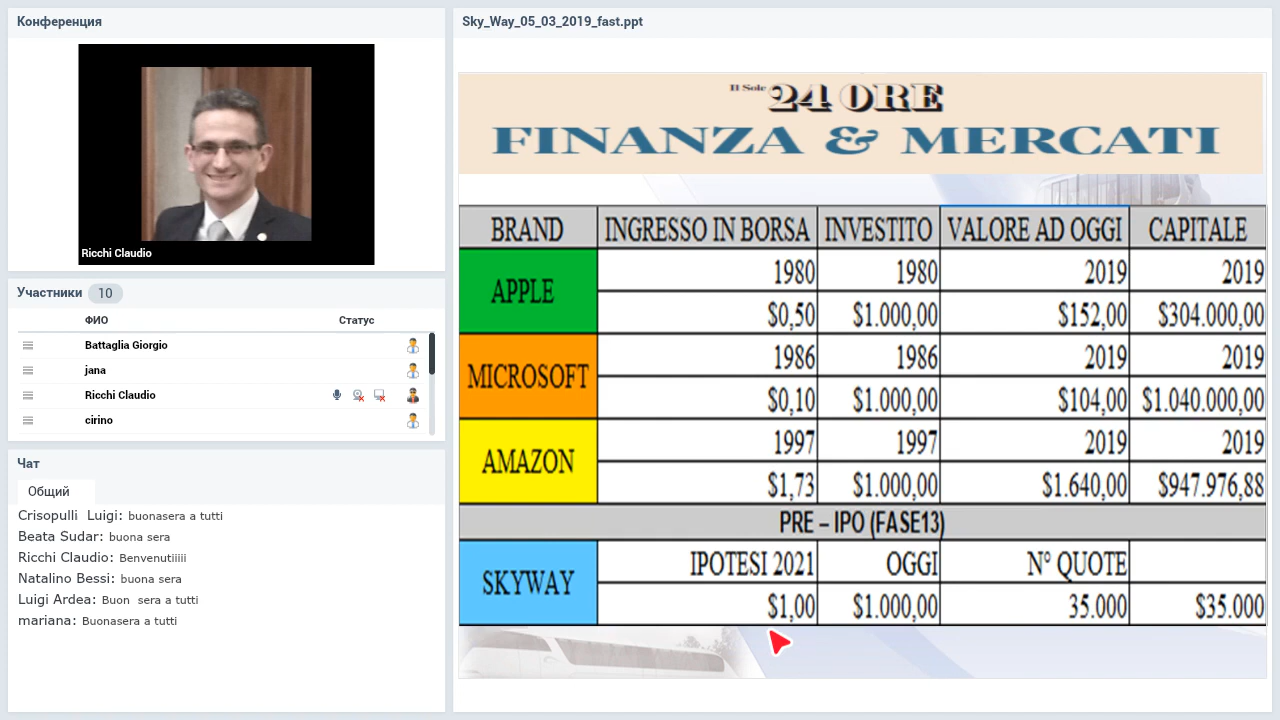 Конференция
Ricchi Claudio
Участники 10
ФИО Статус
Battaglia Giorgio
jana
Ricchi Claudio
cirino
Чат
Общий
Crisopulli Luigi: buonasera a tutti
Beata Sudar: buona sera
Ricchi Claudio: Benvenutiiiii
Natalino Bessi: buona sera
Luigi Ardea: Buon sera a tutti
mariana: Buonasera a tutti
Sky_Way_05_03_2019_fast.ppt
Il Sole 24 ORE
FINANZA & MERCATI
BRAND INGRESSO IN BORSA INVESTITO VALORE AD OGGI CAPITALE
APPLE
1980 1980 2019 2019
$0,50 $1.000,00 $152,00 $304.000,00
MICROSOFT
1986 1986 2019 2019
$0,10 $1.000,00 $104,00 $1.040.000,00
AMAZON
1997 1997 2019 2019
$1,73 $1.000,00 $1.640,00 $947.976,88
PRE – IPO (FASE13)
SKYWAY
IPOTESI 2021 OGGI N° QUOTE
$1,00 $1.000,00 35.000 $35.000